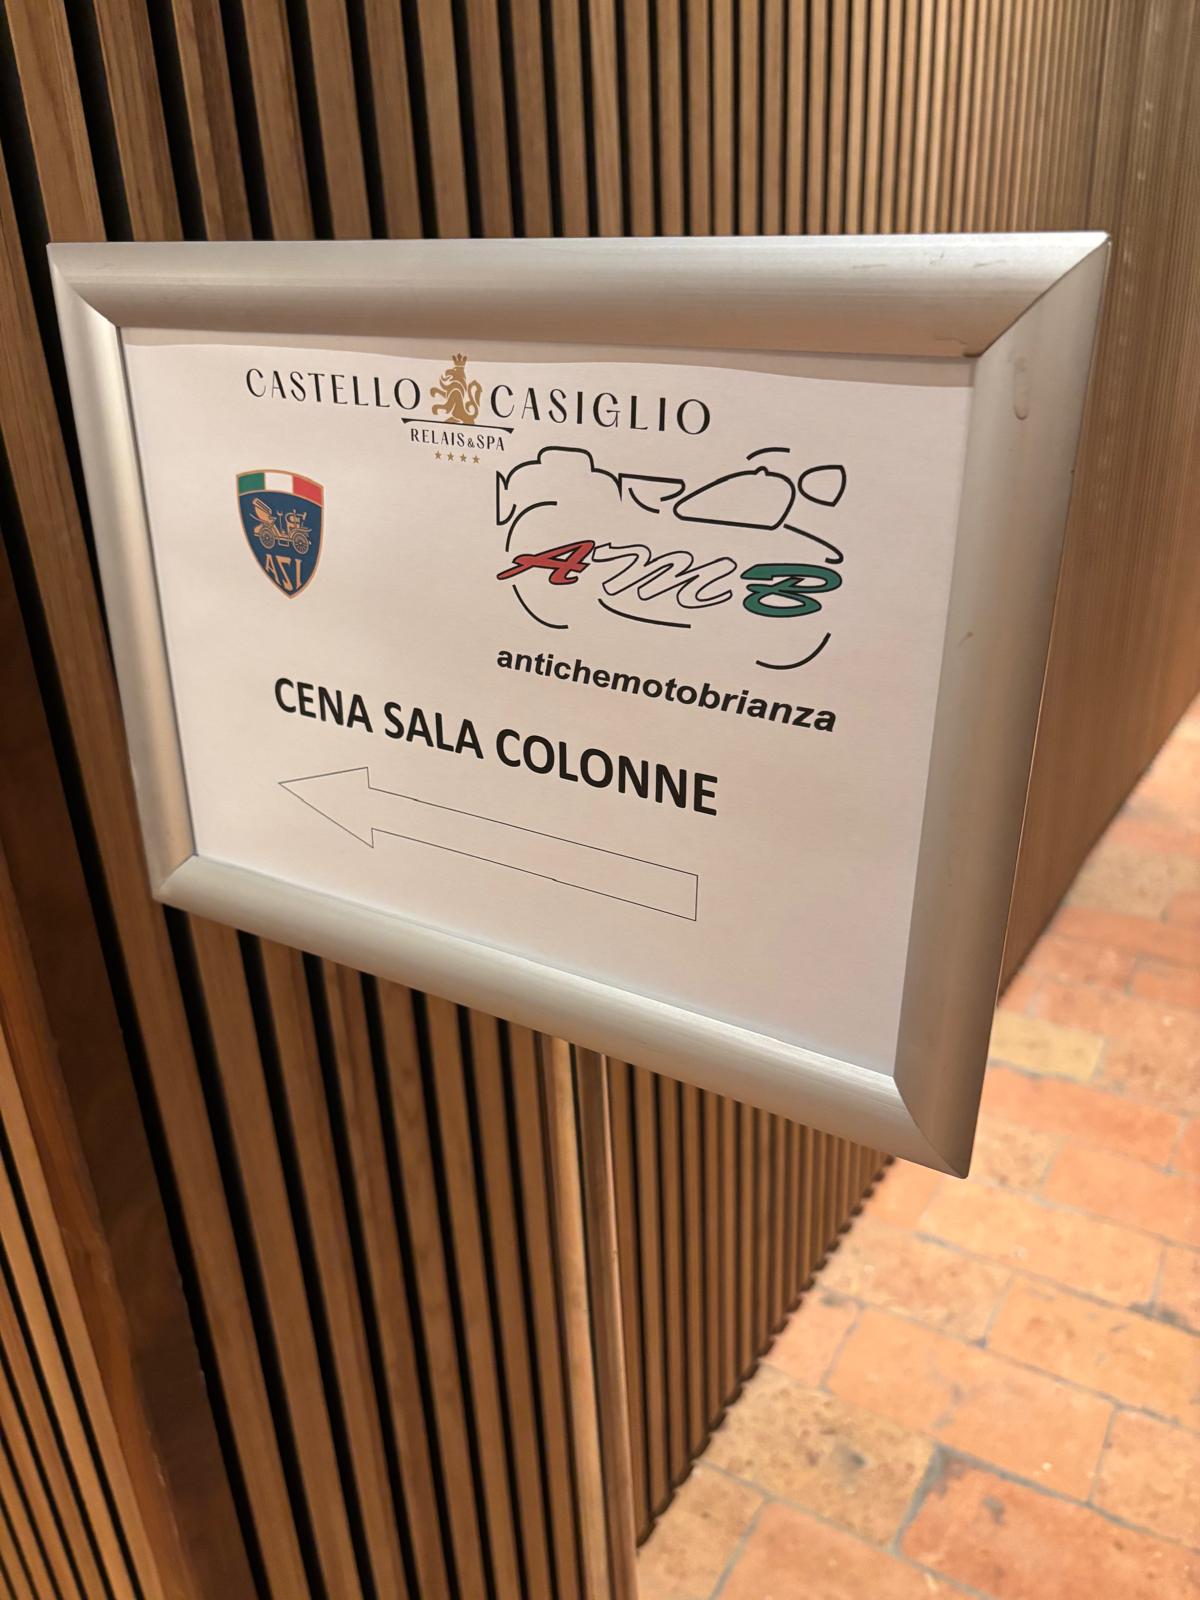 CASTELLO CASIGLIO
RELAIS&SPA
ASI
AMB
antichemotobrianza
CENA SALA COLONNE